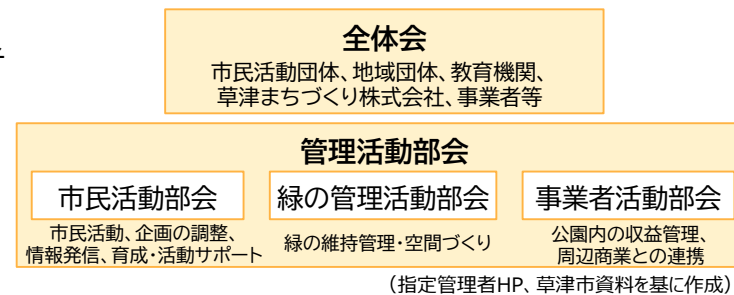 全体会
市民活動団体、地域団体、教育機関、
草津まちづくり株式会社、事業者等
管理活動部会
市民活動部会
市民活動、企画の調整、
情報発信、育成・活動サポート
緑の管理活動部会
緑の維持管理・空間づくり
事業者活動部会
公園内の収益管理、
周辺商業との連携
（指定管理者HP、草津市資料を基に作成）